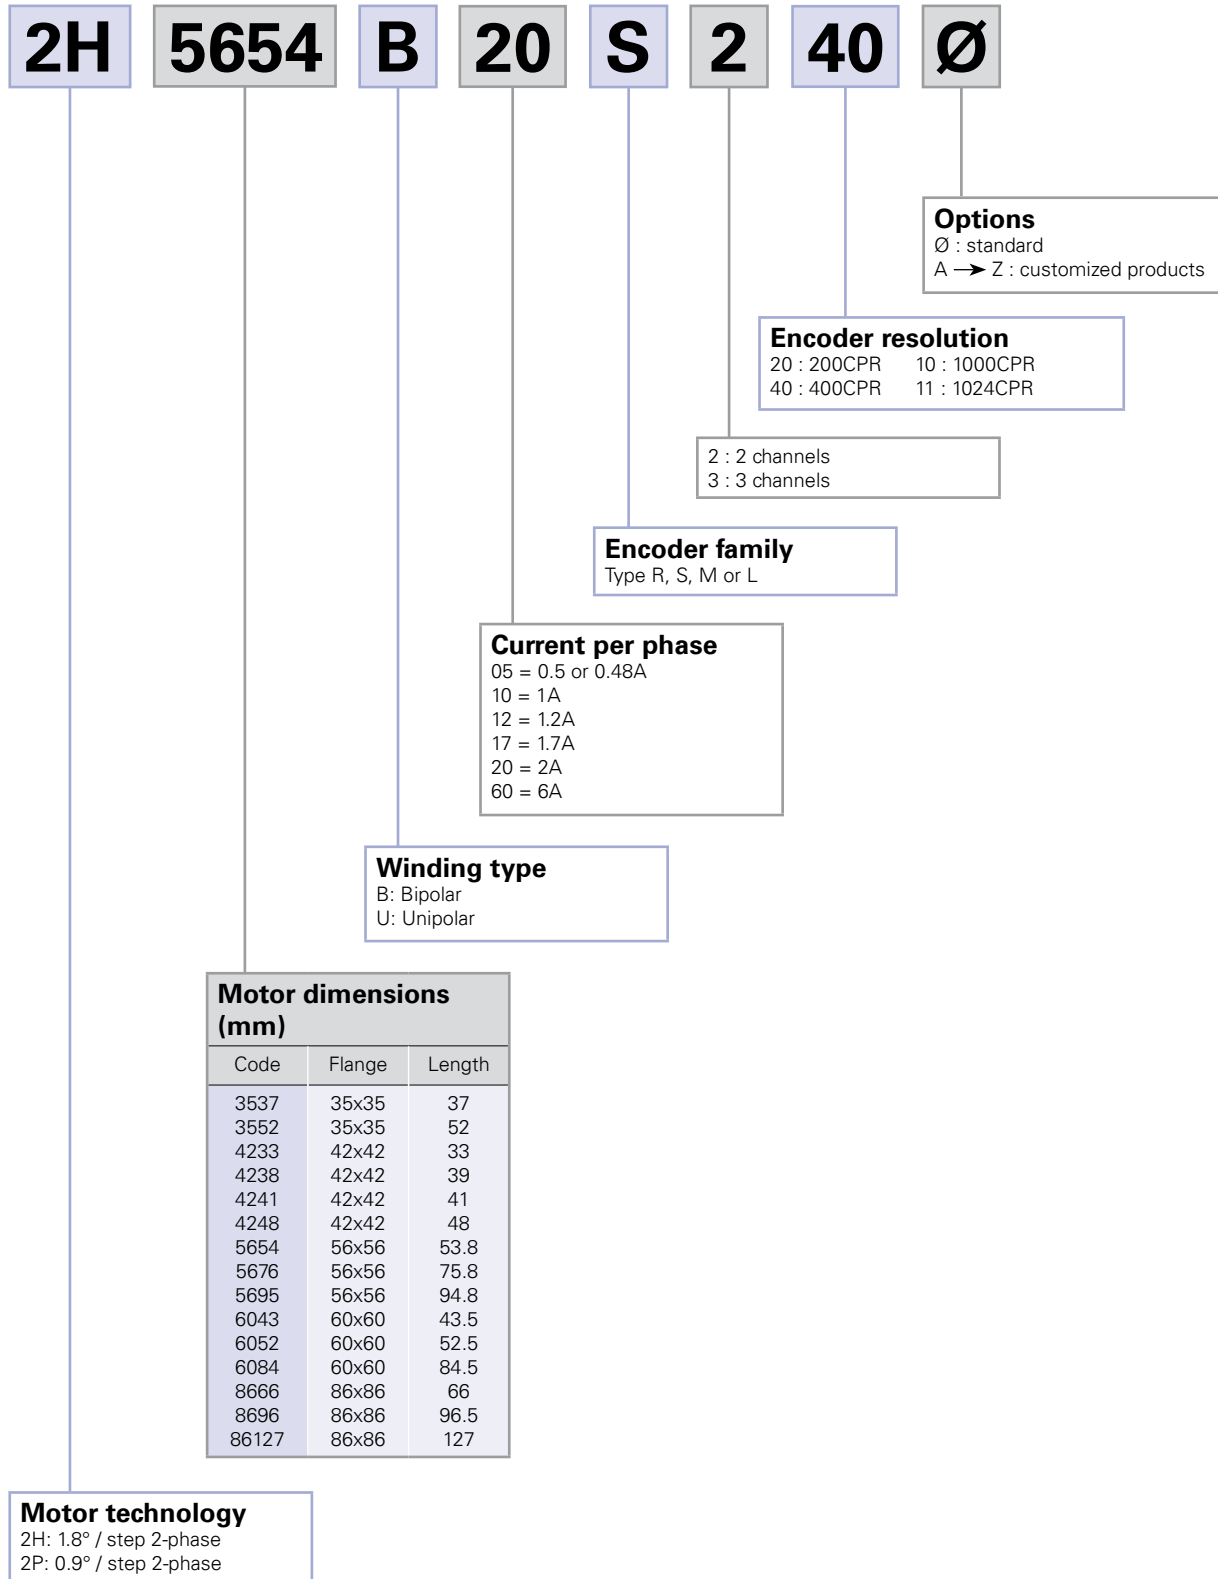 2H 5654 B 20 S 2 40 Ø
Options
Ø : standard
A → Z : customized products
Encoder resolution
20 : 200CPR 10 : 1000CPR
40 : 400CPR 11 : 1024CPR
2 : 2 channels
3 : 3 channels
Encoder family
Type R, S, M or L
Current per phase
05 = 0.5 or 0.48A
10 = 1A
12 = 1.2A
17 = 1.7A
20 = 2A
60 = 6A
Winding type
B: Bipolar
U: Unipolar
Motor dimensions
(mm)
Code Flange Length
3537 35x35 37
3552 35x35 52
4233 42x42 33
4238 42x42 39
4241 42x42 41
4248 42x42 48
5654 56x56 53.8
5676 56x56 75.8
5695 56x56 94.8
6043 60x60 43.5
6052 60x60 52.5
6084 60x60 84.5
8666 86x86 66
8696 86x86 96.5
86127 86x86 127
Motor technology
2H: 1.8° / step 2-phase
2P: 0.9° / step 2-phase